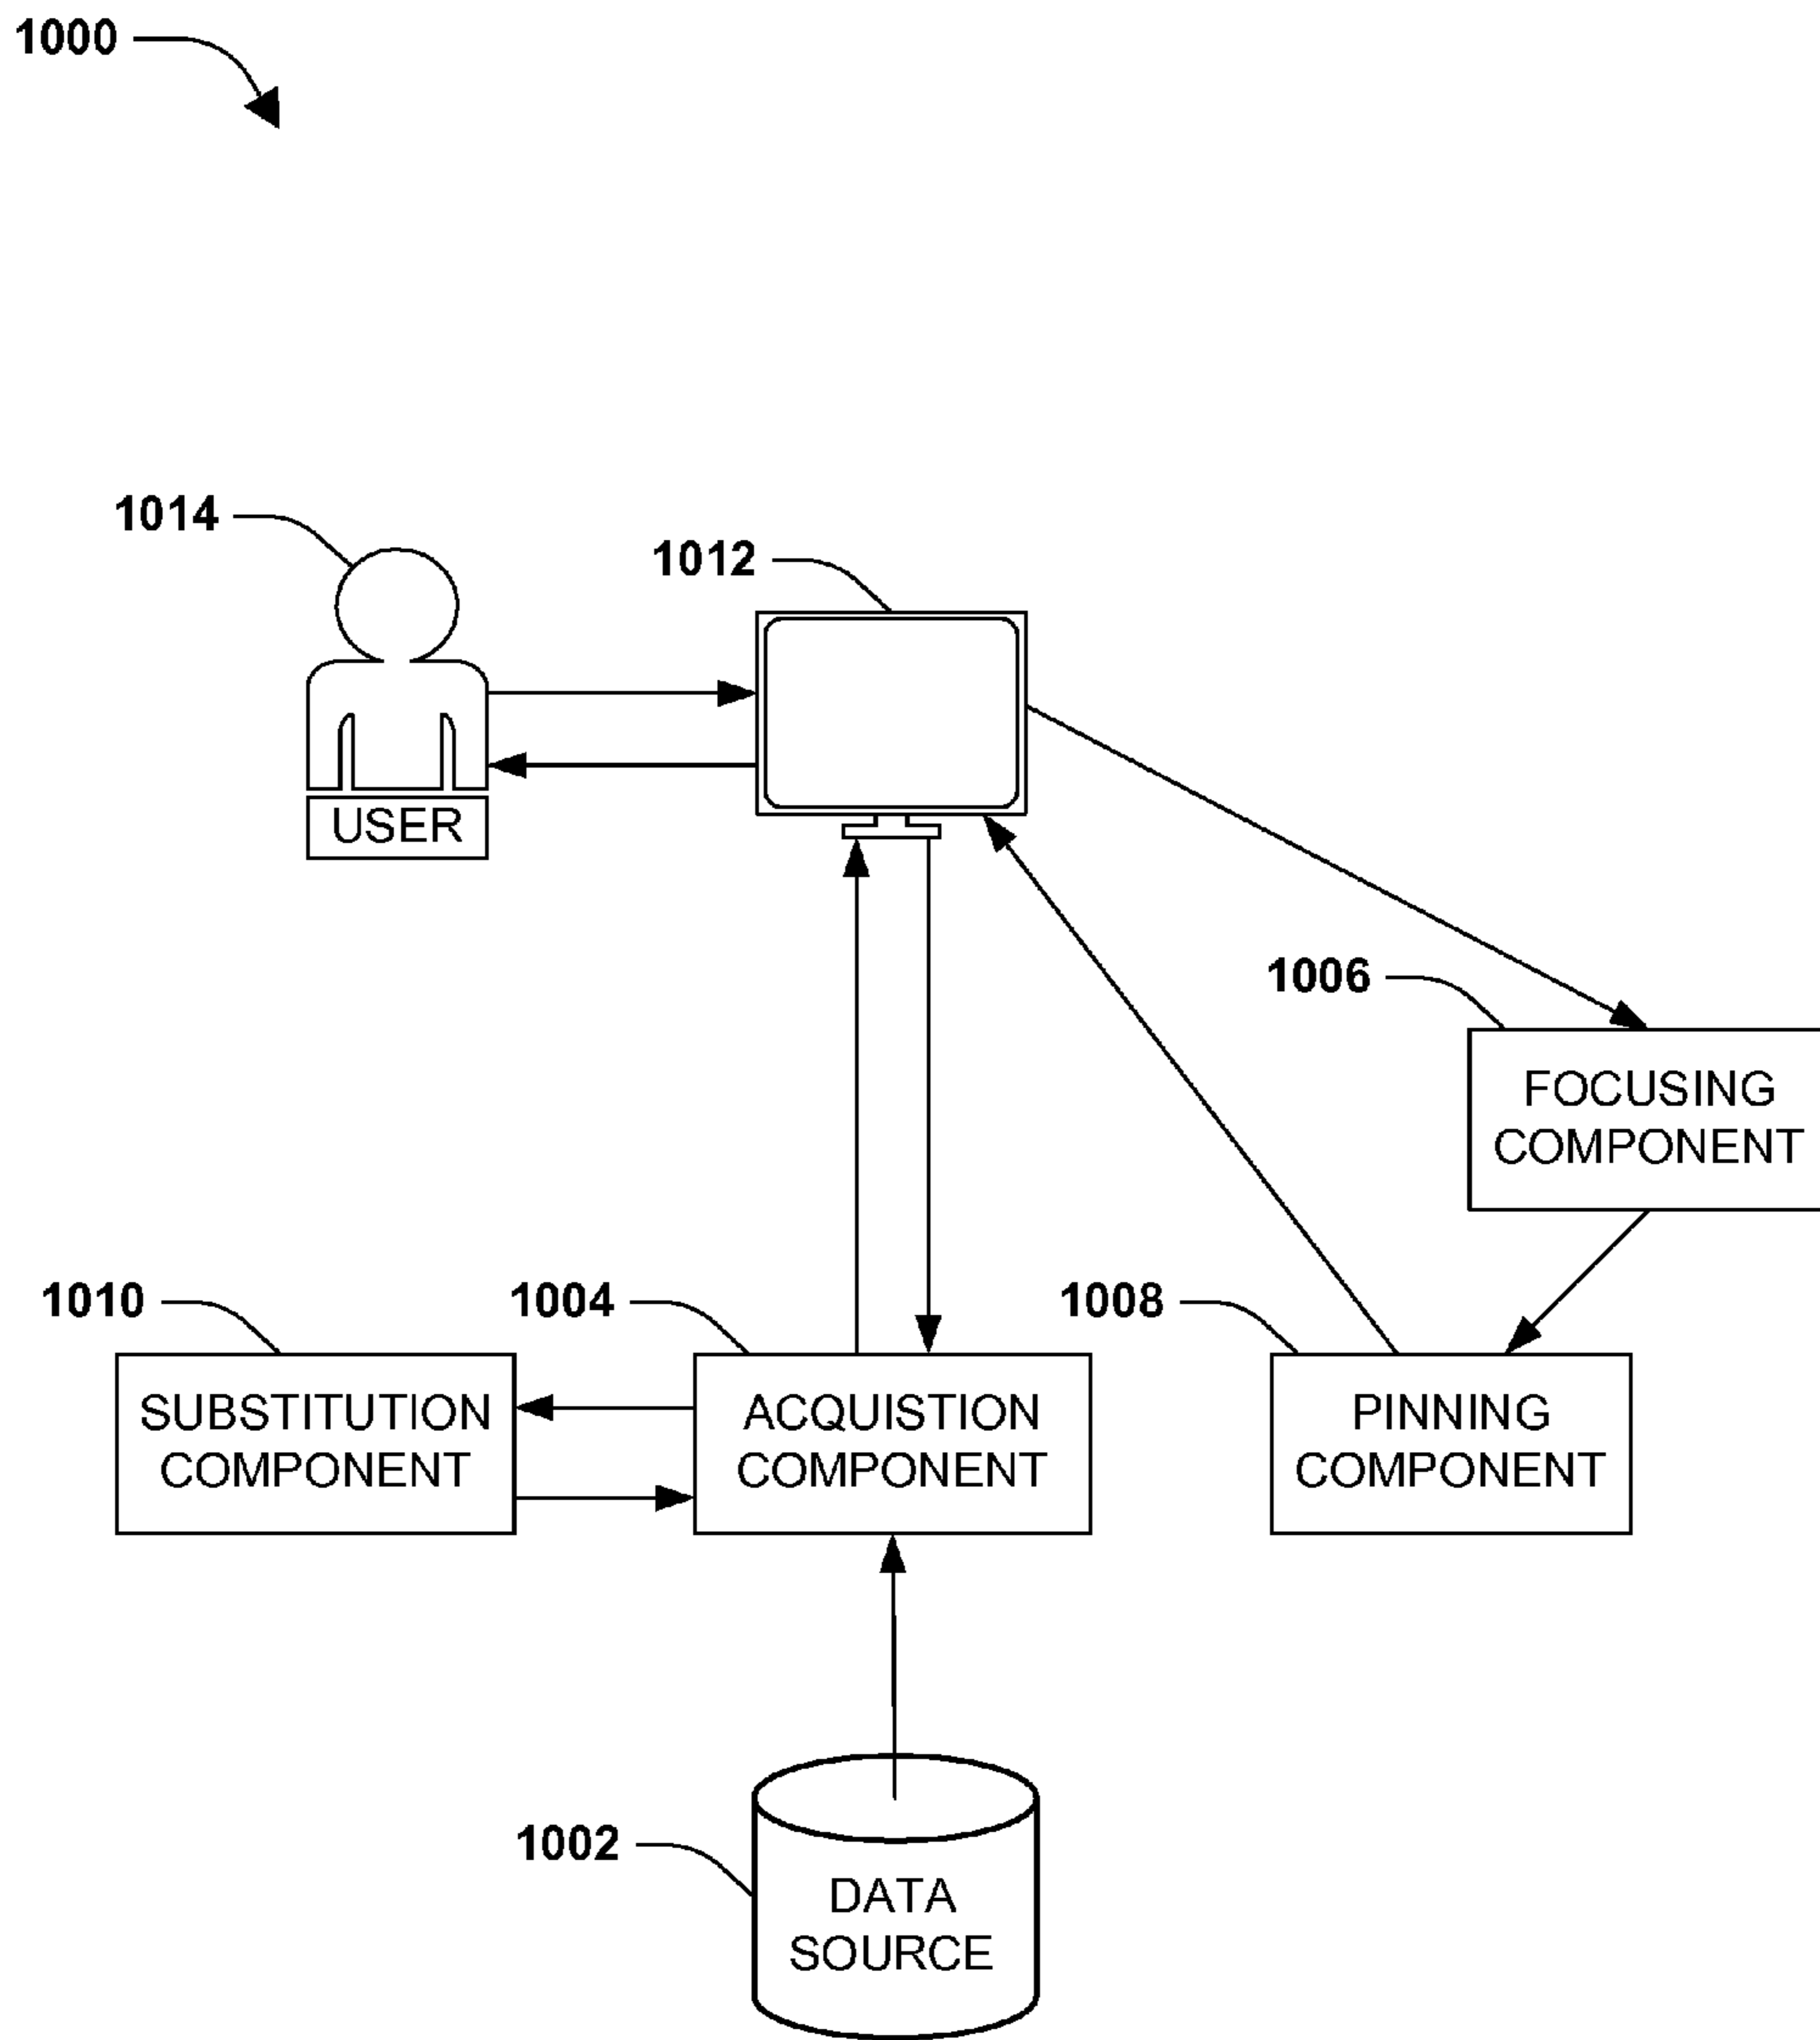 1000
1014
1012
USER
1006
FOCUSING
COMPONENT
1010
1004
1008
SUBSTITUTION
COMPONENT
ACQUISTION
COMPONENT
PINNING
COMPONENT
1002
DATA
SOURCE